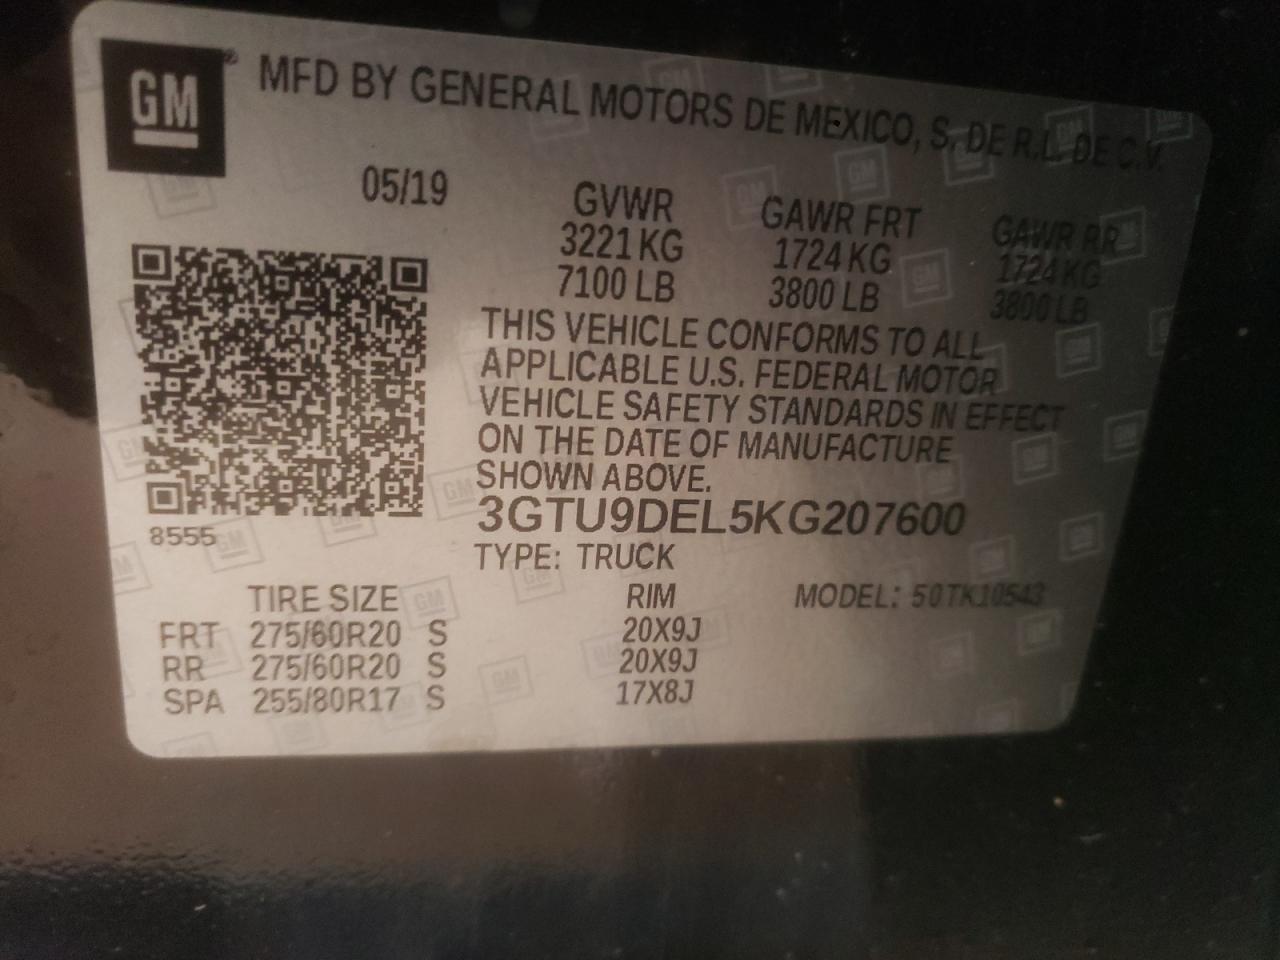 GM
MFD BY GENERAL MOTORS DE MEXICO, S. DE R.L. DE C.V.
05/19
GVWR GAWR FRT GAWR RR
3221 KG 1724 KG 1724 KG
7100 LB 3800 LB 3800 LB
THIS VEHICLE CONFORMS TO ALL
APPLICABLE U.S. FEDERAL MOTOR
VEHICLE SAFETY STANDARDS IN EFFECT
ON THE DATE OF MANUFACTURE
SHOWN ABOVE.
3GTU9DEL5KG207600
8555
TYPE: TRUCK
TIRE SIZE RIM MODEL: 50TK10543
FRT 275/60R20 S 20X9J
RR 275/60R20 S 20X9J
SPA 255/80R17 S 17X8J